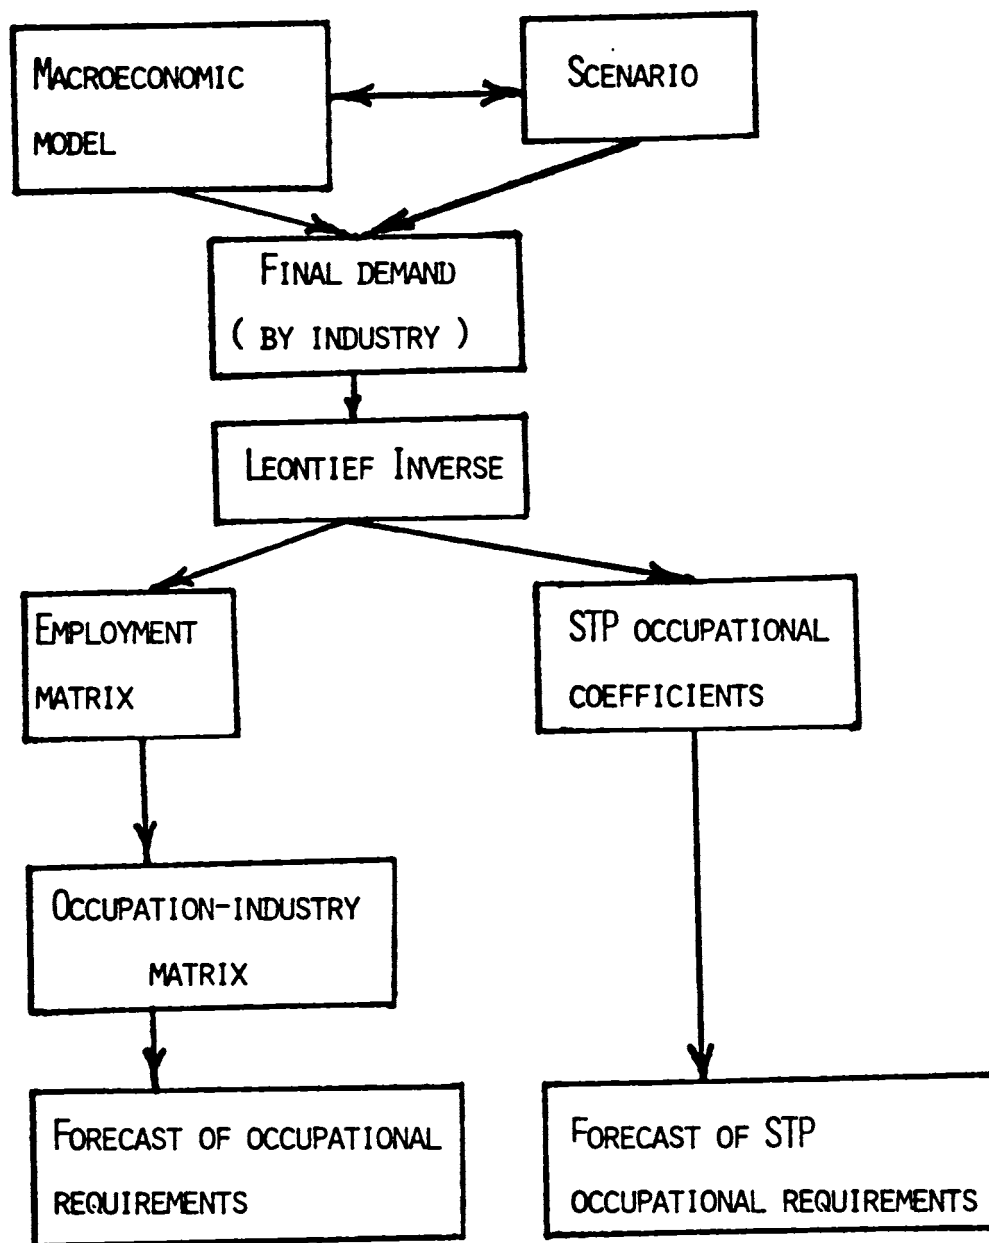 MACROECONOMIC
MODEL
SCENARIO
FINAL DEMAND
( BY INDUSTRY )
LEONTIEF INVERSE
EMPLOYMENT
MATRIX
STP OCCUPATIONAL
COEFFICIENTS
OCCUPATION-INDUSTRY
MATRIX
FORECAST OF OCCUPATIONAL
REQUIREMENTS
FORECAST OF STP
OCCUPATIONAL REQUIREMENTS